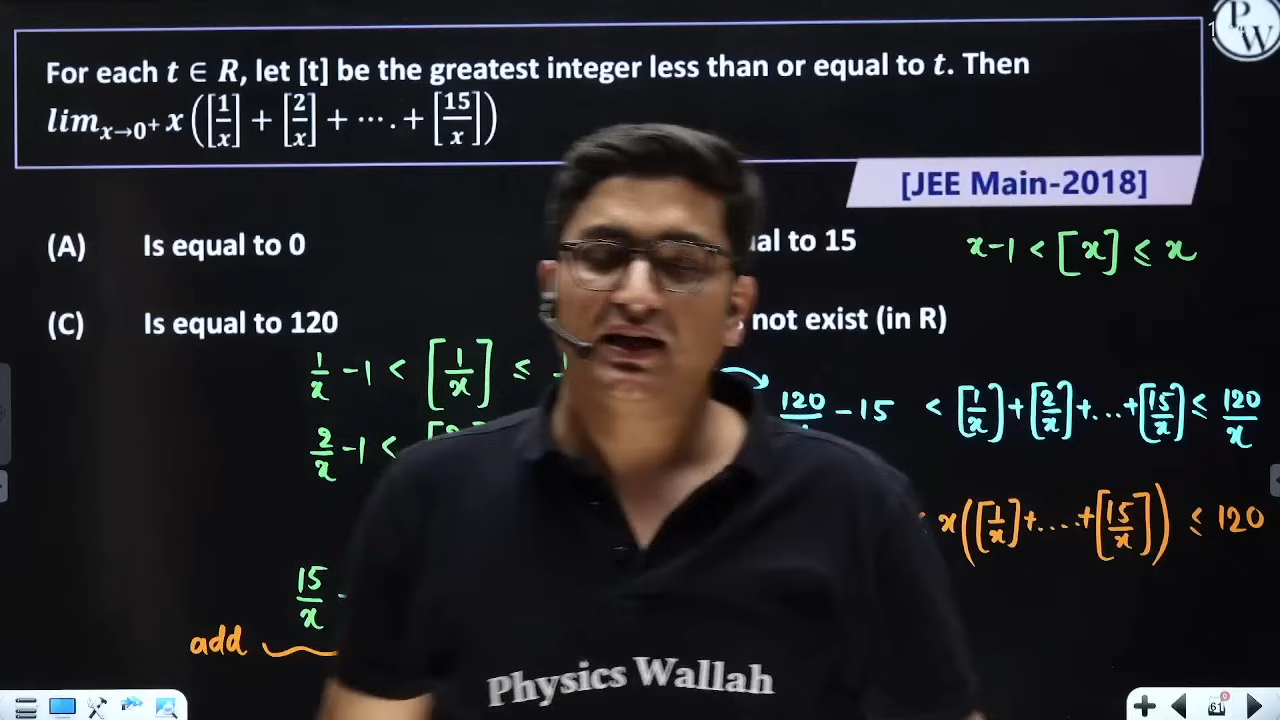 For each t ∈ R, let [t] be the greatest integer less than or equal to t. Then
lim_{x→0⁺} x ([1/x] + [2/x] + ⋯. + [15/x])
PW
[JEE Main-2018]
(A) Is equal to 0
to 15
x-1 < [x] ≤ x
(C) Is equal to 120
not exist (in R)
1/x -1 < [1/x] ≤
120 -15 < [1/x]+[2/x]+...+[15/x] ≤ 120/x
2/x -1 <
x([1/x]+....+[15/x]) ≤ 120
15/x -
add
Physics Wallah
61